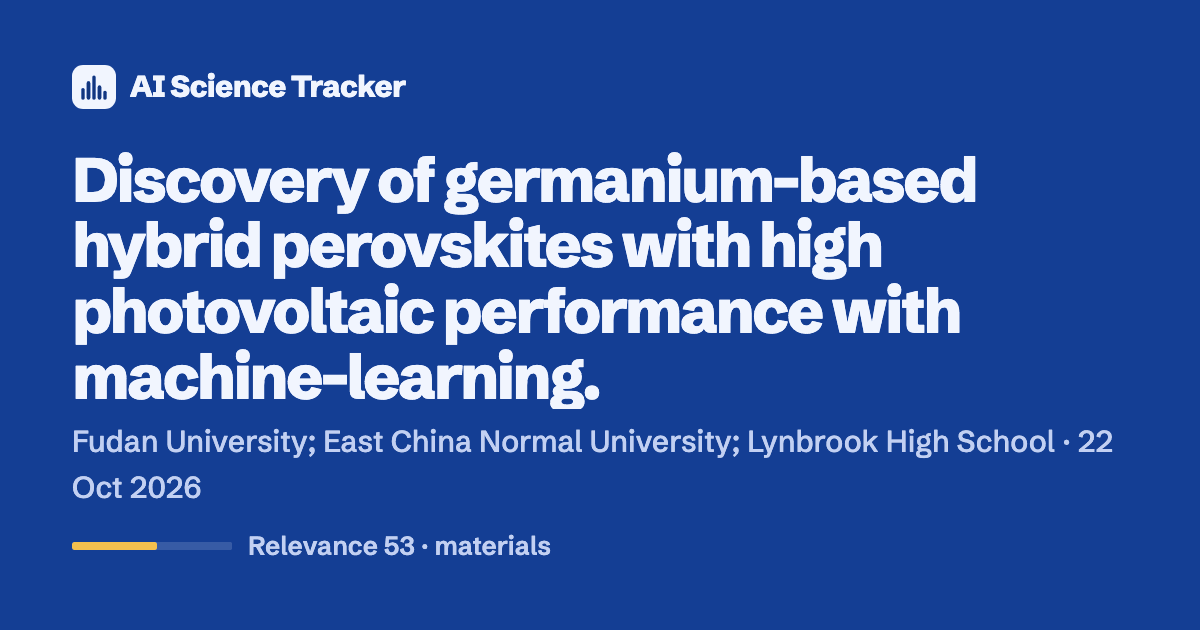 AI Science Tracker
Discovery of germanium-based
hybrid perovskites with high
photovoltaic performance with
machine-learning.
Fudan University; East China Normal University; Lynbrook High School · 22
Oct 2026
Relevance 53 · materials